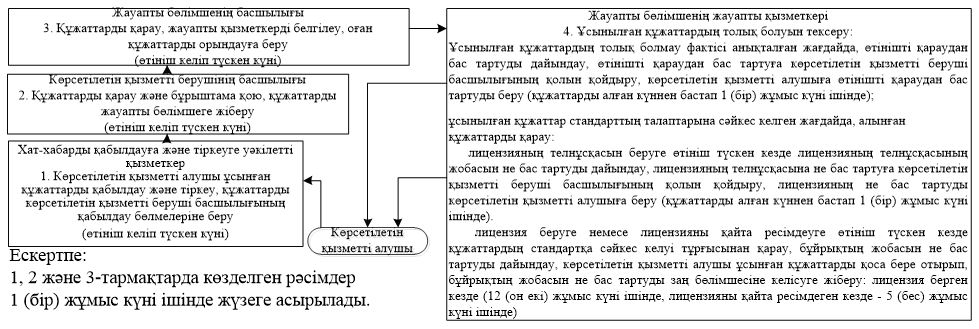 Жауапты бөлімшенің басшылығы
3. Құжаттарды қарау, жауапты қызметкерді белгілеу, оған
құжаттарды орындауға беру
(өтініш келіп түскен күні)
Көрсетілетін қызметті берушінің басшылығы
2. Құжаттарды қарау және бұрыштама қою, құжаттарды
жауапты бөлімшеге жіберу
(өтініш келіп түскен күні)
Хат-хабарды қабылдауға және тіркеуге уәкілетті
қызметкер
1. Көрсетілетін қызметті алушы ұсынған
құжаттарды қабылдау және тіркеу, құжаттарды
көрсетілетін қызметті беруші басшылығының
қабылдау бөлмелеріне беру
(өтініш келіп түскен күні)
Көрсетілетін
қызметті алушы
Ескертпе:
1, 2 және 3-тармақтарда көзделген рәсімдер
1 (бір) жұмыс күні ішінде жүзеге асырылады.
Жауапты бөлімшенің жауапты қызметкері
4. Ұсынылған құжаттардың толық болуын тексеру:
Ұсынылған құжаттардың толық болмау фактісі анықталған жағдайда, өтінішті қараудан
бас тартуды дайындау, өтінішті қараудан бас тартуға көрсетілетін қызметті беруші
басшылығының қолын қойдыру, көрсетілетін қызметті алушыға өтінішті қараудан бас
тартуды беру (құжаттарды алған күннен бастап 1 (бір) жұмыс күні ішінде);
ұсынылған құжаттар стандарттың талаптарына сәйкес келген жағдайда, алынған
құжаттарды қарау:
лицензияның телнұсқасын беруге өтініш түскен кезде лицензияның телнұсқасының
жобасын не бас тартуды дайындау, лицензияның телнұсқасына не бас тартуға көрсетілетін
қызметті беруші басшылығының қолын қойдыру, лицензияның не бас тартуды
көрсетілетін қызметті алушыға беру (құжаттарды алған күннен бастап 1 (бір) жұмыс күні
ішінде).
лицензия беруге немесе лицензияны қайта ресімдеуге өтініш түскен кезде
құжаттардың стандартқа сәйкес келуі тұрғысынан қарау, бұйрықтың жобасын не бас
тартуды дайындау, көрсетілетін қызметті алушы ұсынған құжаттарды қоса бере отырып,
бұйрықтың жобасын не бас тартуды заң бөлімшесіне келісуге жіберу: лицензия берген
кезде (12 (он екі) жұмыс күні ішінде, лицензияны қайта ресімдеген кезде - 5 (бес) жұмыс
күні ішінде)